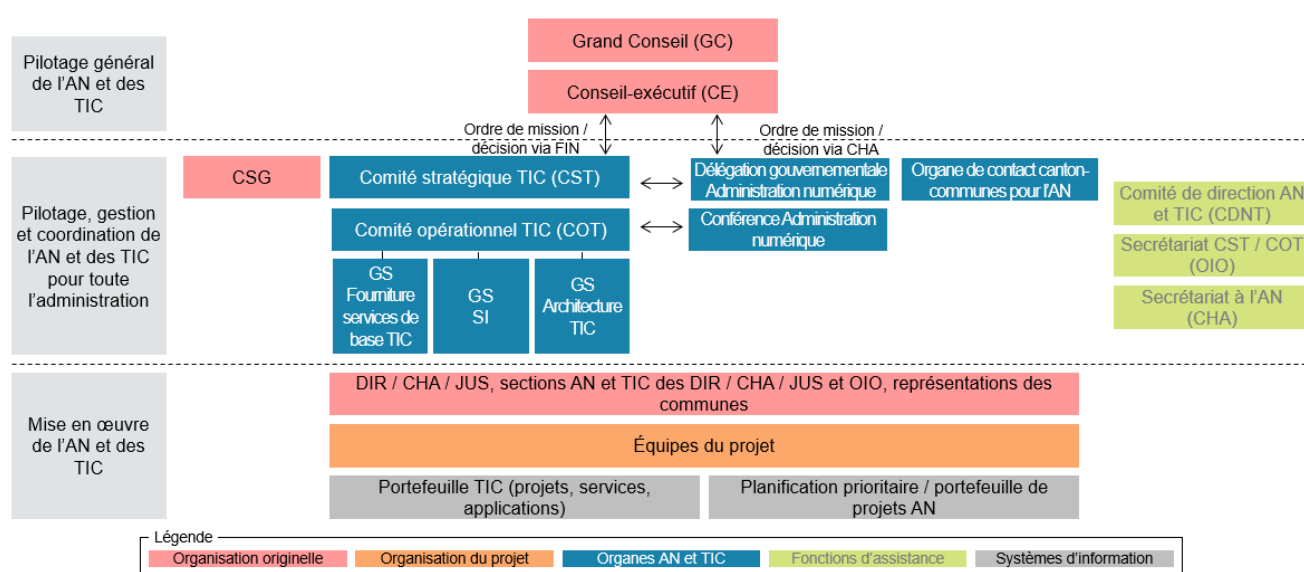 Grand Conseil (GC)
Pilotage général
de l'AN et des
TIC
Conseil-exécutif (CE)
Ordre de mission /
décision via FIN
Ordre de mission /
décision via CHA
Pilotage, gestion
et coordination de
l'AN et des TIC
pour toute
l'administration
CSG
Comité stratégique TIC (CST)
Délégation gouvernementale
Administration numérique
Organe de contact canton-
communes pour l'AN
Comité de direction AN
et TIC (CDNT)
Comité opérationnel TIC (COT)
Conférence Administration
numérique
Secrétariat CST / COT
(OIO)
GS
Fourniture
services de
base TIC
GS
SI
GS
Architecture
TIC
Secrétariat à l'AN
(CHA)
Mise en œuvre
de l'AN et des
TIC
DIR / CHA / JUS, sections AN et TIC des DIR / CHA / JUS et OIO, représentations des
communes
Équipes du projet
Portefeuille TIC (projets, services,
applications)
Planification prioritaire / portefeuille de
projets AN
Légende
Organisation originelle
Organisation du projet
Organes AN et TIC
Fonctions d'assistance
Systèmes d'information